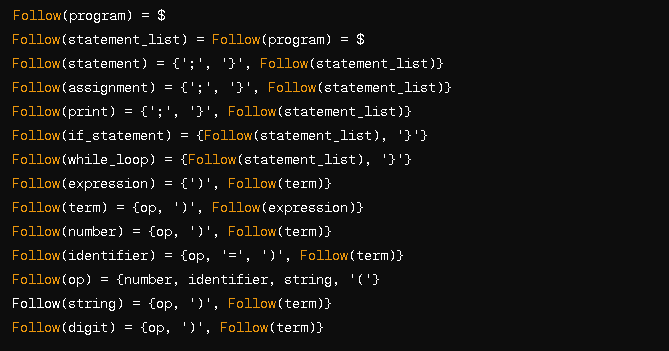 Follow(program) = $
Follow(statement_list) = Follow(program) = $
Follow(statement) = {';', '}', Follow(statement_list)}
Follow(assignment) = {';', '}', Follow(statement_list)}
Follow(print) = {';', '}', Follow(statement_list)}
Follow(if_statement) = {Follow(statement_list), '}'}
Follow(while_loop) = {Follow(statement_list), '}'}
Follow(expression) = {')', Follow(term)}
Follow(term) = {op, ')', Follow(expression)}
Follow(number) = {op, ')', Follow(term)}
Follow(identifier) = {op, '=', ')', Follow(term)}
Follow(op) = {number, identifier, string, '('}
Follow(string) = {op, ')', Follow(term)}
Follow(digit) = {op, ')', Follow(term)}